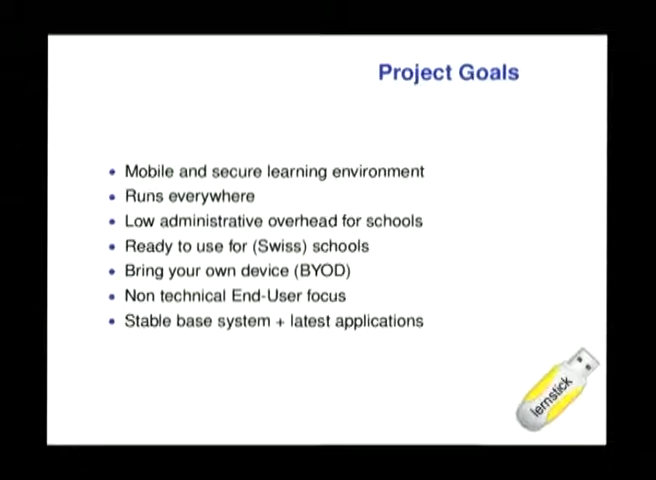 Project Goals
Mobile and secure learning environment
Runs everywhere
Low administrative overhead for schools
Ready to use for (Swiss) schools
Bring your own device (BYOD)
Non technical End-User focus
Stable base system + latest applications
lernstick